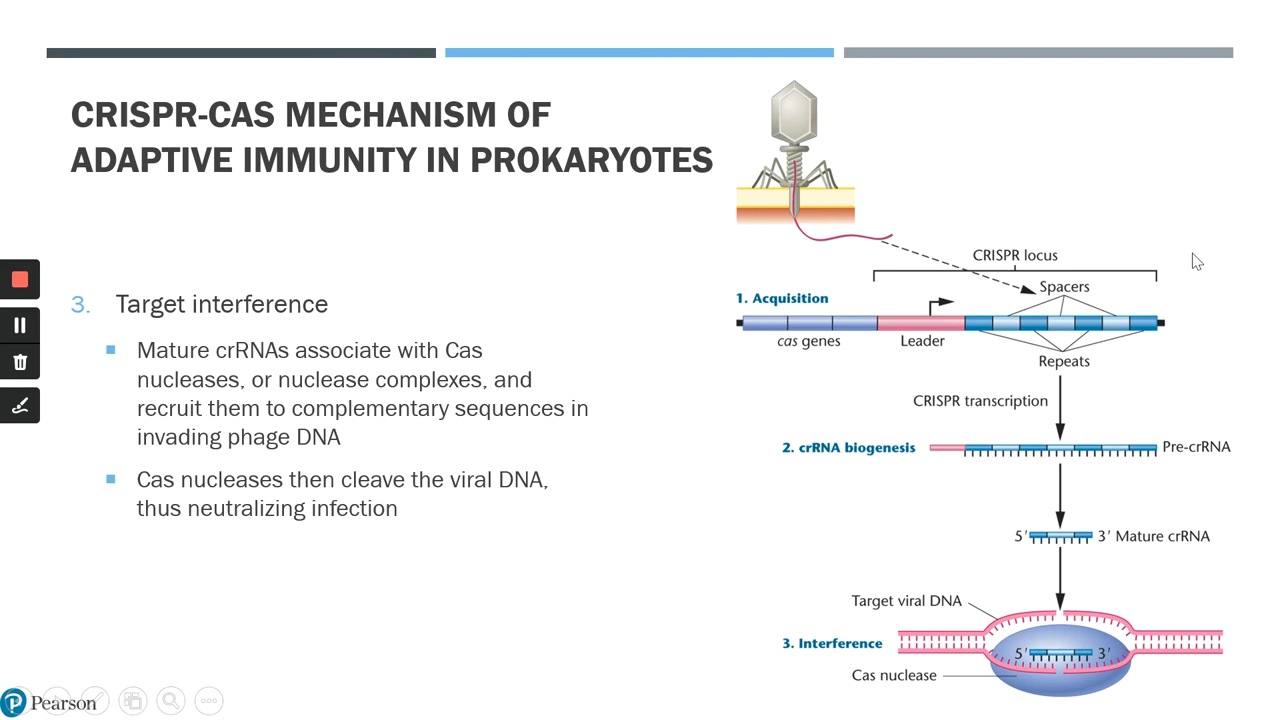 CRISPR-CAS MECHANISM OF
ADAPTIVE IMMUNITY IN PROKARYOTES
3. Target interference
Mature crRNAs associate with Cas
nucleases, or nuclease complexes, and
recruit them to complementary sequences in
invading phage DNA
Cas nucleases then cleave the viral DNA,
thus neutralizing infection
CRISPR locus
Spacers
1. Acquisition
cas genes
Leader
Repeats
CRISPR transcription
2. crRNA biogenesis
Pre-crRNA
5′ 3′ Mature crRNA
Target viral DNA
3. Interference
5′ 3′
Cas nuclease
P Pearson